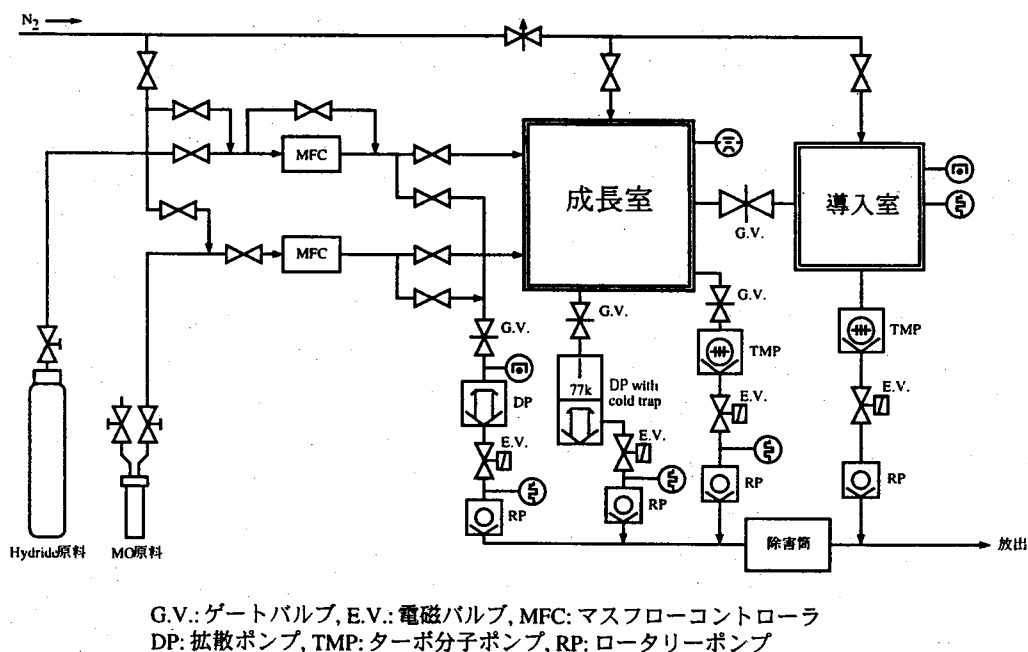 N2
MFC
成長室
導入室
G.V.
MFC
G.V.
G.V.
G.V.
TMP
TMP
77k
DP with
cold trap
DP
E.V.
E.V.
E.V.
E.V.
RP
RP
RP
RP
Hydride原料
MO原料
除害筒
放出
G.V.: ゲートバルブ, E.V.: 電磁バルブ, MFC: マスフローコントローラ
DP: 拡散ポンプ, TMP: ターボ分子ポンプ, RP: ロータリーポンプ